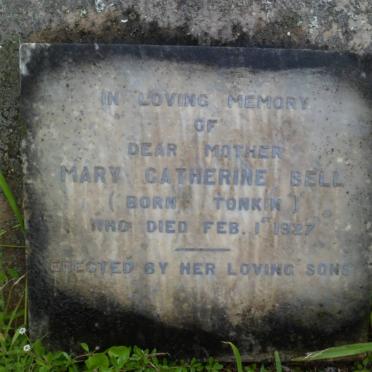 IN LOVING MEMORY
OF
DEAR MOTHER
MARY CATHERINE BELL
(BORN TONKIN)
WHO DIED FEB. 1ST 1927
ERECTED BY HER LOVING SONS